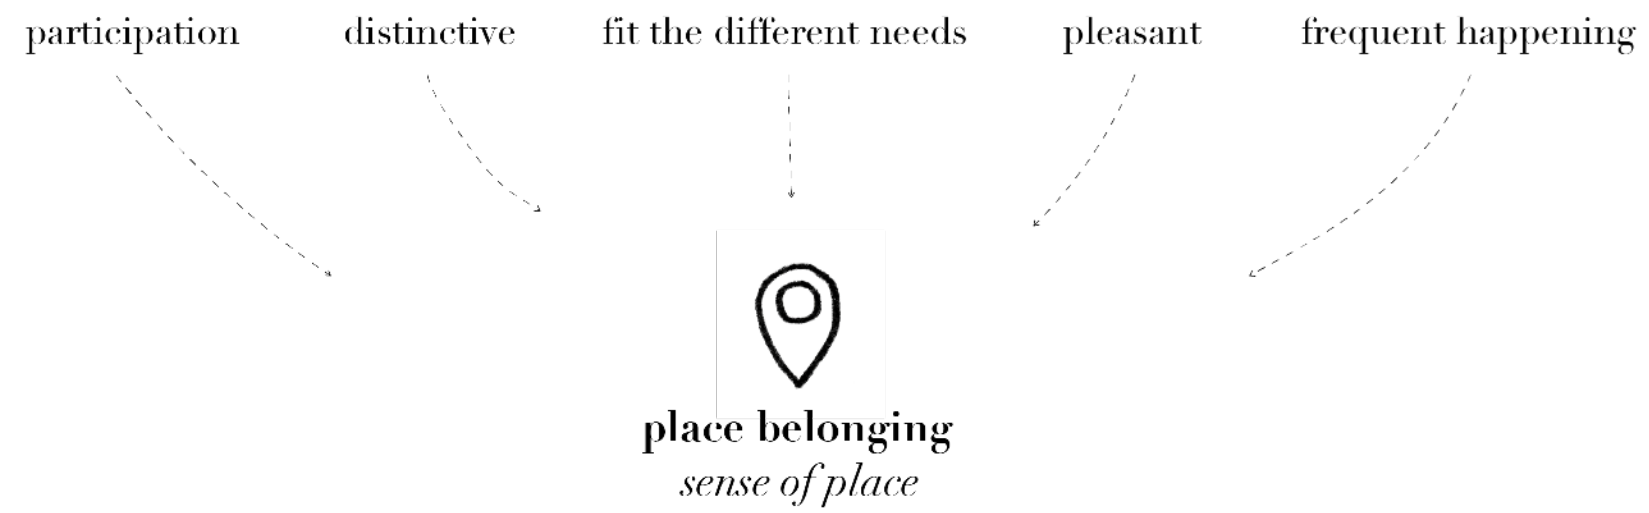 participation
distinctive
fit the different needs
pleasant
frequent happening
place belonging
sense of place